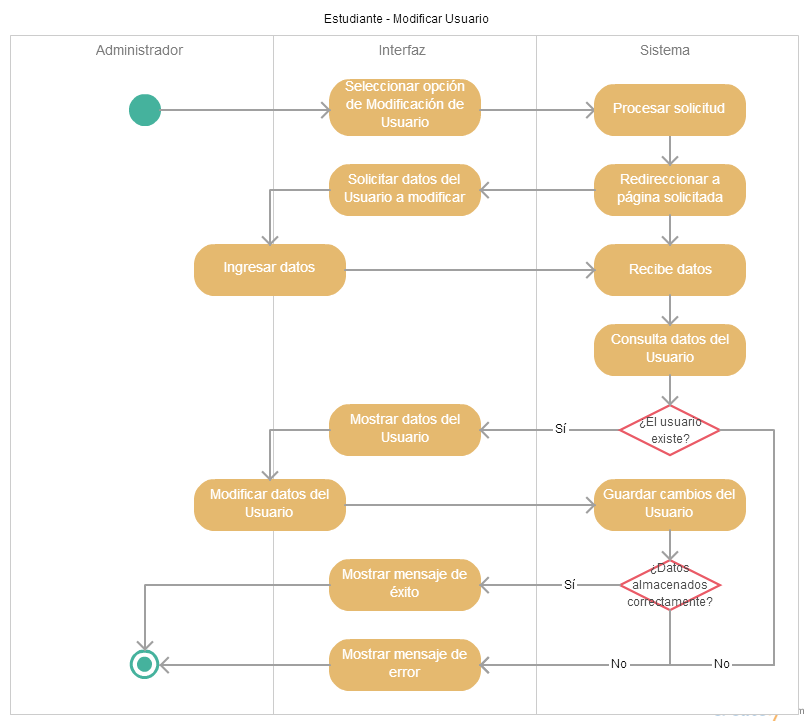 Estudiante - Modificar Usuario
Administrador
Interfaz
Sistema
Seleccionar opción
de Modificación de
Usuario
Procesar solicitud
Solicitar datos del
Usuario a modificar
Redireccionar a
página solicitada
Ingresar datos
Recibe datos
Consulta datos del
Usuario
Mostrar datos del
Usuario
Sí
¿El usuario
existe?
Modificar datos del
Usuario
Guardar cambios del
Usuario
Mostrar mensaje de
éxito
Sí
¿Datos
almacenados
correctamente?
Mostrar mensaje de
error
No
No